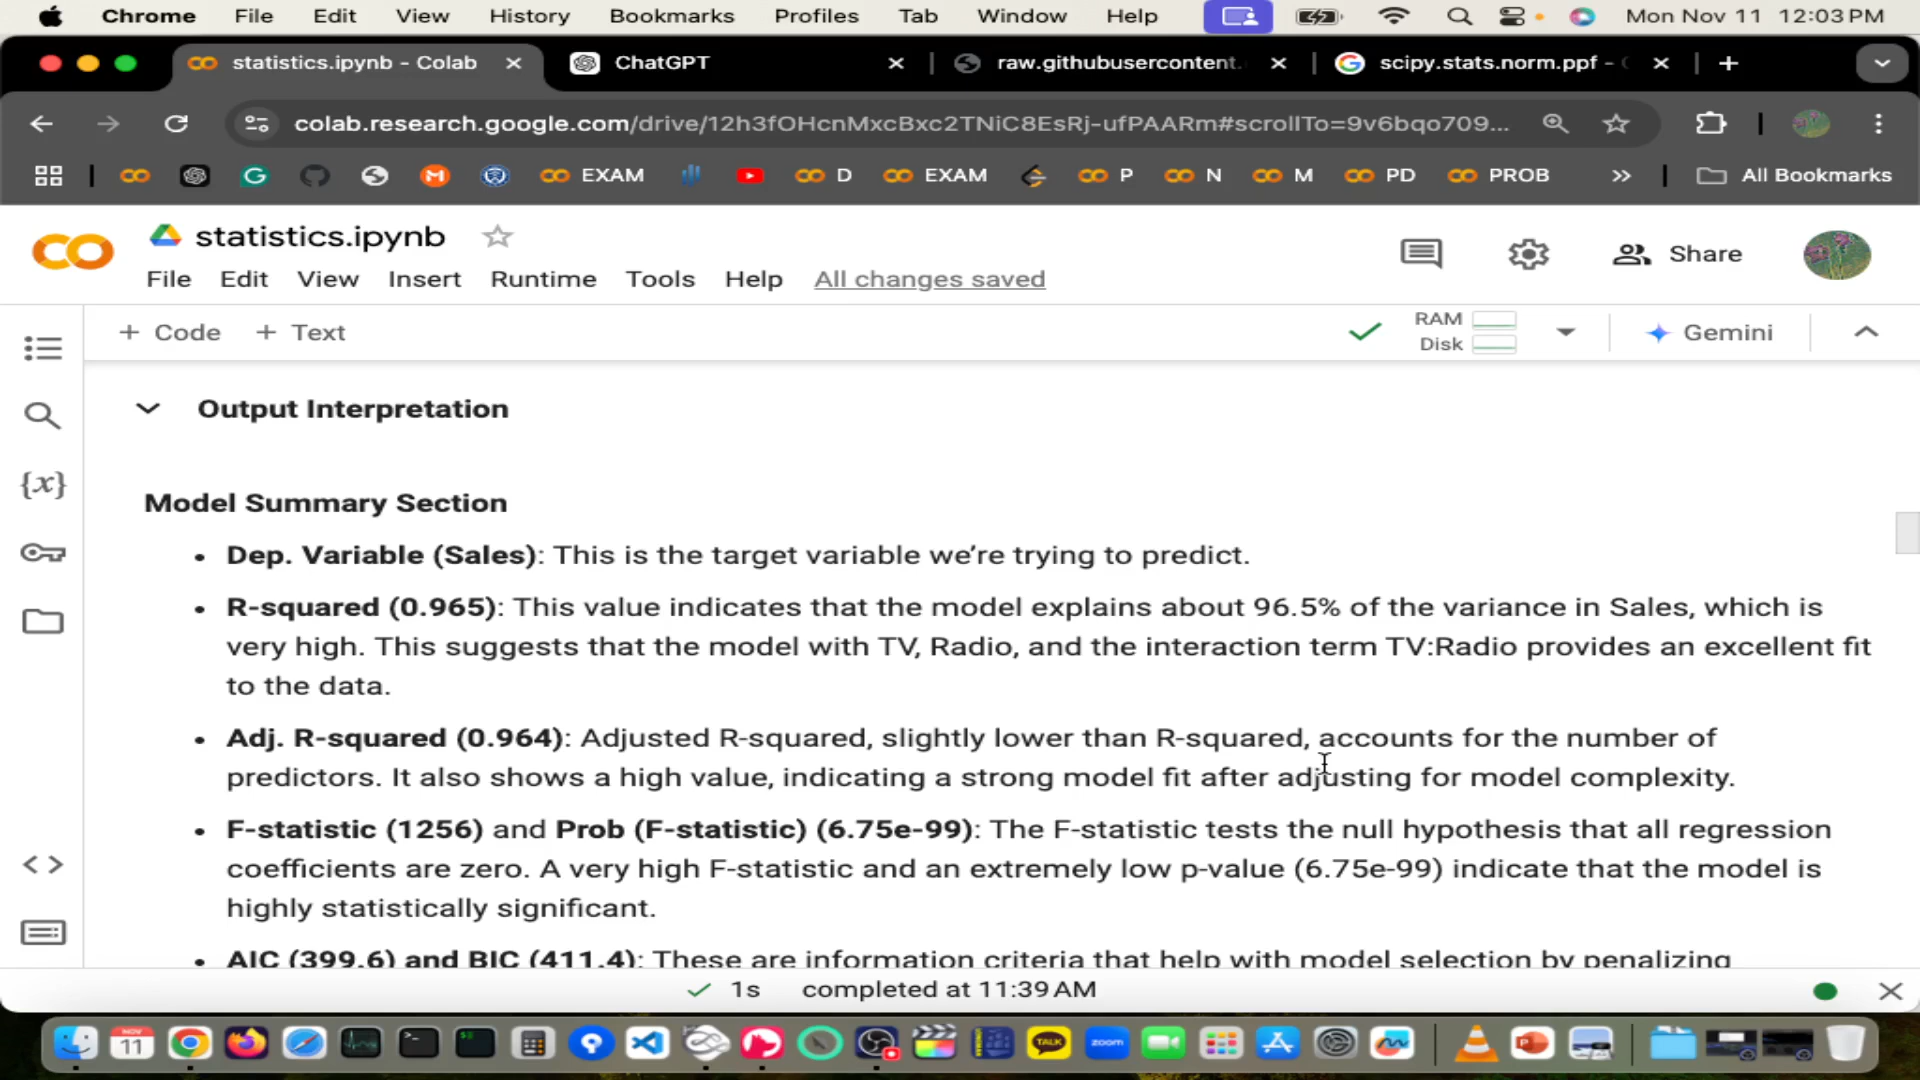 Chrome File Edit View History Bookmarks Profiles Tab Window Help Mon Nov 11 12:03 PM
statistics.ipynb - Colab ChatGPT raw.githubusercontent. scipy.stats.norm.ppf -
colab.research.google.com/drive/12h3fOHcnMxcBxc2TNiC8EsRj-ufPAARm#scrollTo=9v6bqo709...
EXAM D EXAM P N M PD PROB » All Bookmarks
statistics.ipynb
File Edit View Insert Runtime Tools Help All changes saved
Share
+ Code + Text
RAM
Disk
Gemini
Output Interpretation
Model Summary Section
• Dep. Variable (Sales): This is the target variable we’re trying to predict.
• R-squared (0.965): This value indicates that the model explains about 96.5% of the variance in Sales, which is
very high. This suggests that the model with TV, Radio, and the interaction term TV:Radio provides an excellent fit
to the data.
• Adj. R-squared (0.964): Adjusted R-squared, slightly lower than R-squared, accounts for the number of
predictors. It also shows a high value, indicating a strong model fit after adjusting for model complexity.
• F-statistic (1256) and Prob (F-statistic) (6.75e-99): The F-statistic tests the null hypothesis that all regression
coefficients are zero. A very high F-statistic and an extremely low p-value (6.75e-99) indicate that the model is
highly statistically significant.
• AIC (399.6) and BIC (411.4): These are information criteria that help with model selection by penalizing
1s completed at 11:39 AM
NOV
11
TALK
zoom